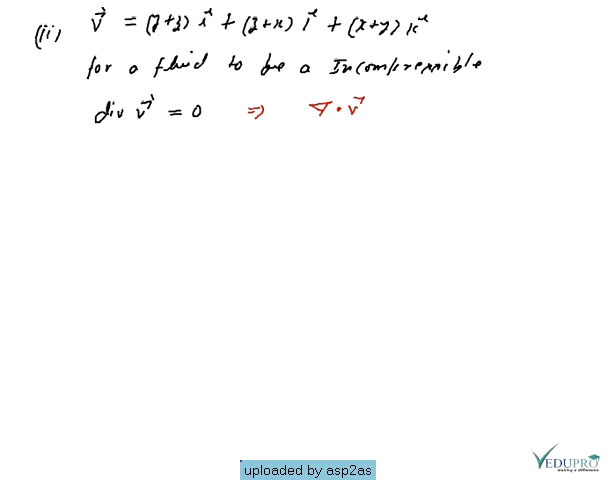 (ii) v⃗ = (y+z) î + (z+x) ĵ + (x+y) k̂
for a fluid to be a Incompressible
div v⃗ = 0 ⇒ ∇ · v⃗
VEDUPRO
uploaded by asp2as